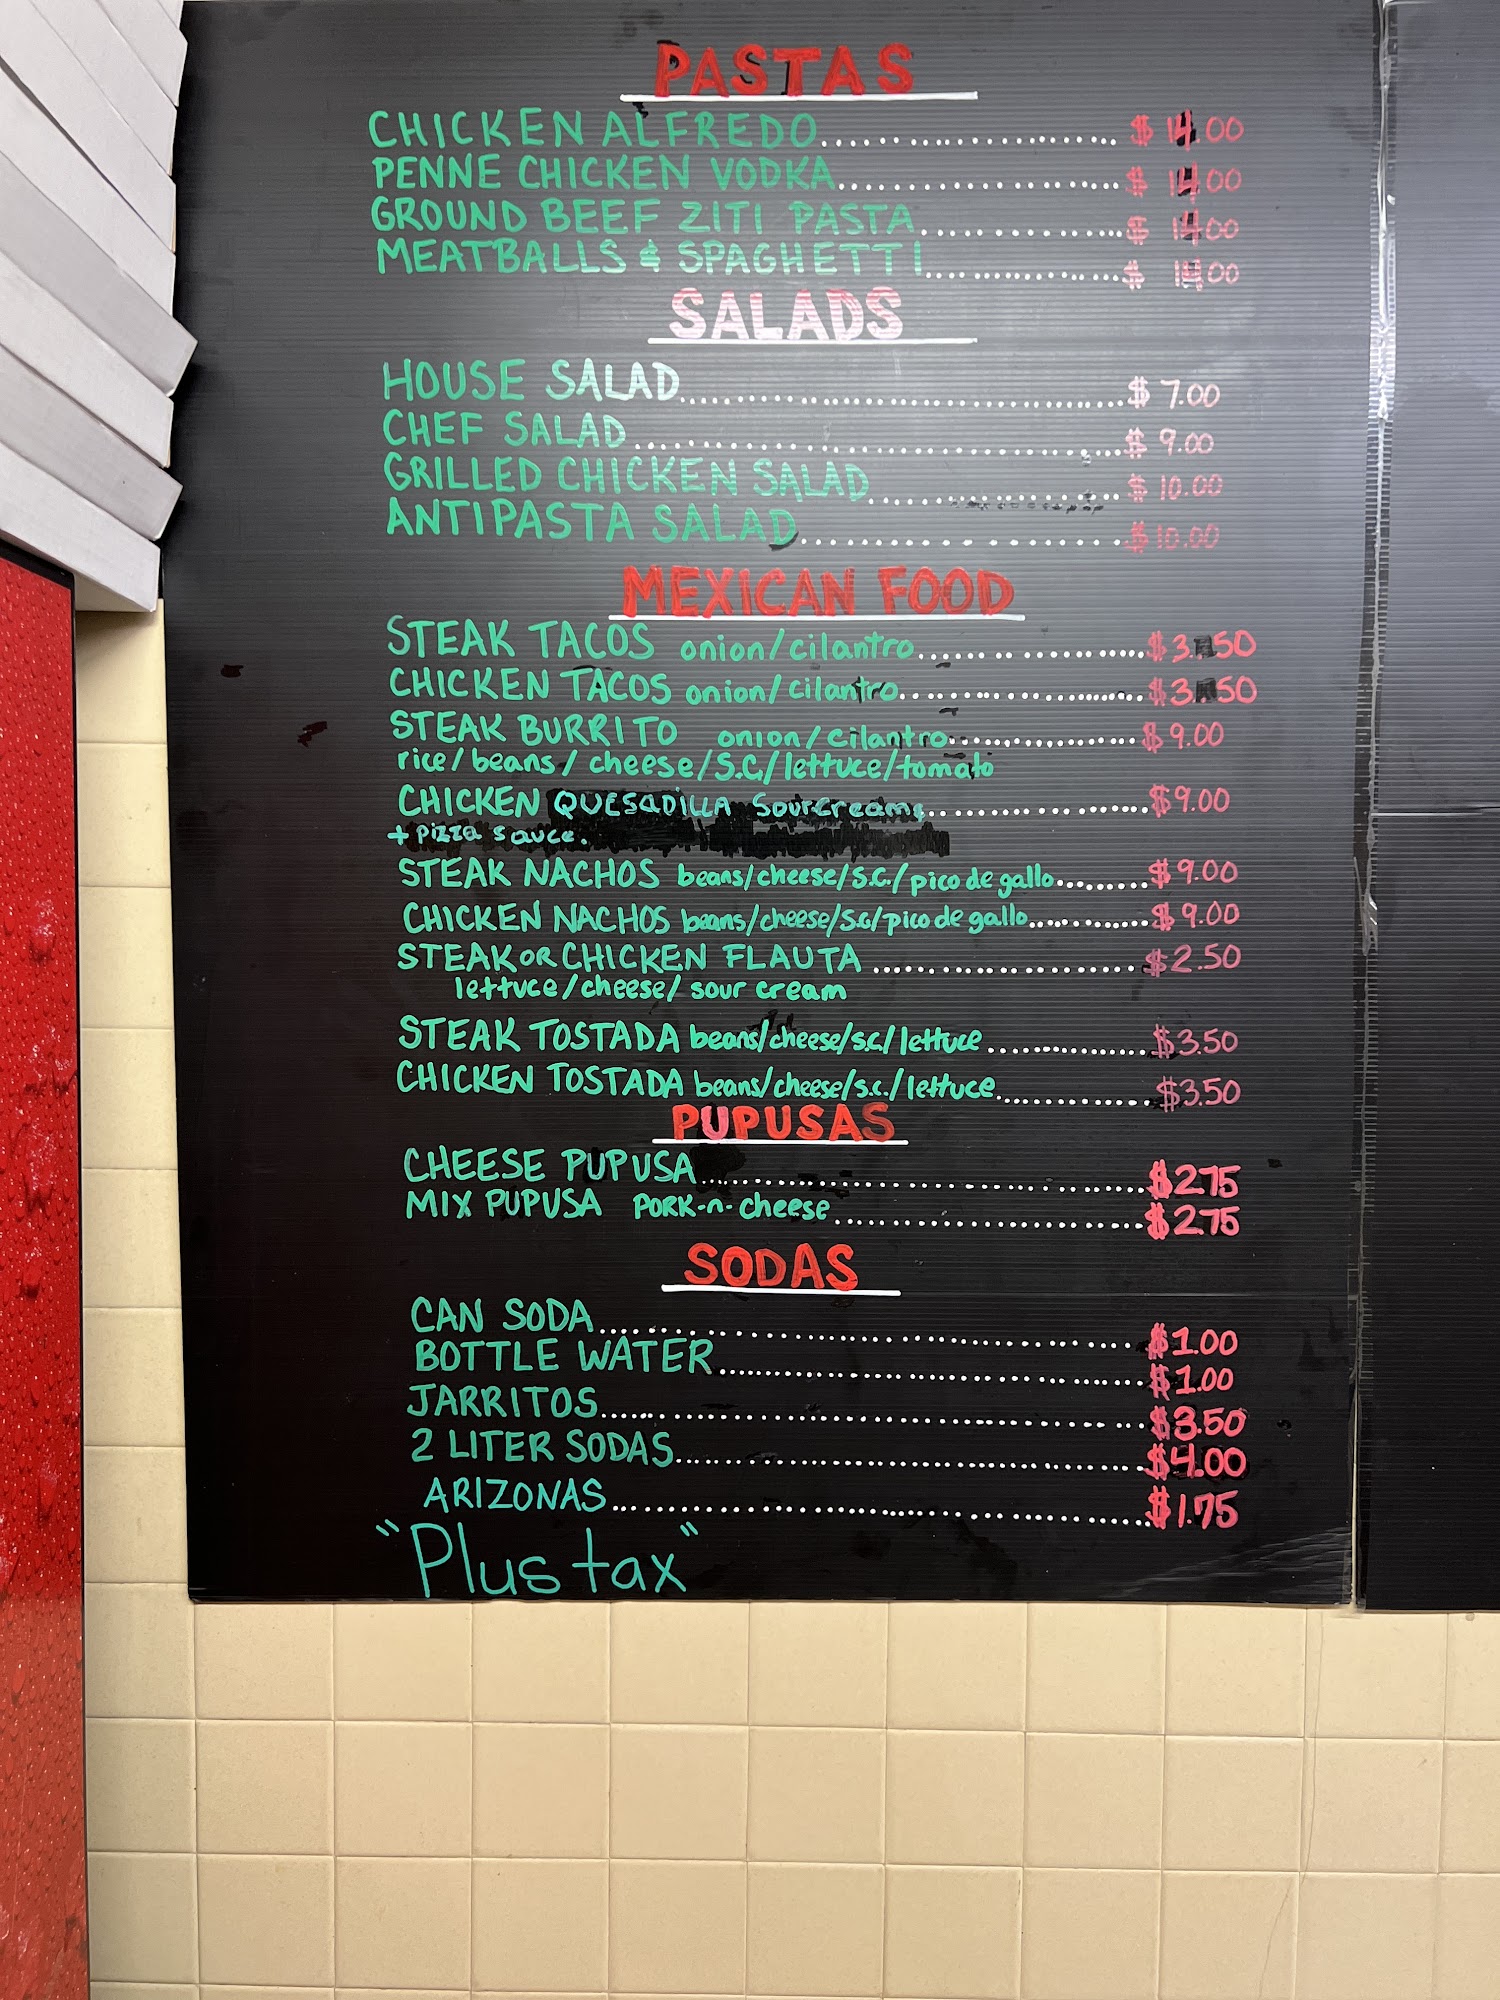 PASTAS
CHICKEN ALFREDO.............................$ 14.00
PENNE CHICKEN VODKA.........................$ 14.00
GROUND BEEF ZITI PASTA....................$ 14.00
MEATBALLS & SPAGHETTI....................$ 14.00
SALADS
HOUSE SALAD........................................$ 7.00
CHEF SALAD........................................$ 9.00
GRILLED CHICKEN SALAD.....................$ 10.00
ANTIPASTA SALAD..........................$ 10.00
MEXICAN FOOD
STEAK TACOS onion/cilantro....................$3.50
CHICKEN TACOS onion/cilantro....................$3.50
STEAK BURRITO onion/cilantro.................$9.00
rice/beans/cheese/S.C./lettuce/tomato
CHICKEN QUESADILLA Sourcream&....................$9.00
+ Pizza sauce.
STEAK NACHOS beans/cheese/S.C./pico de gallo........$9.00
CHICKEN NACHOS beans/cheese/S.C/pico de gallo..........$9.00
STEAK OR CHICKEN FLAUTA......................$2.50
lettuce/cheese/sour cream
STEAK TOSTADA beans/cheese/s.c./lettuce..............$3.50
CHICKEN TOSTADA beans/cheese/s.c./lettuce.............$3.50
PUPUSAS
CHEESE PUPUSA...................................$2.75
MIX PUPUSA PORK-n-cheese........................$2.75
SODAS
CAN SODA...........................................$1.00
BOTTLE WATER...................................$1.00
JARRITOS...........................................$3.50
2 LITER SODAS.....................................$4.00
ARIZONAS..........................................$1.75
"Plus tax"